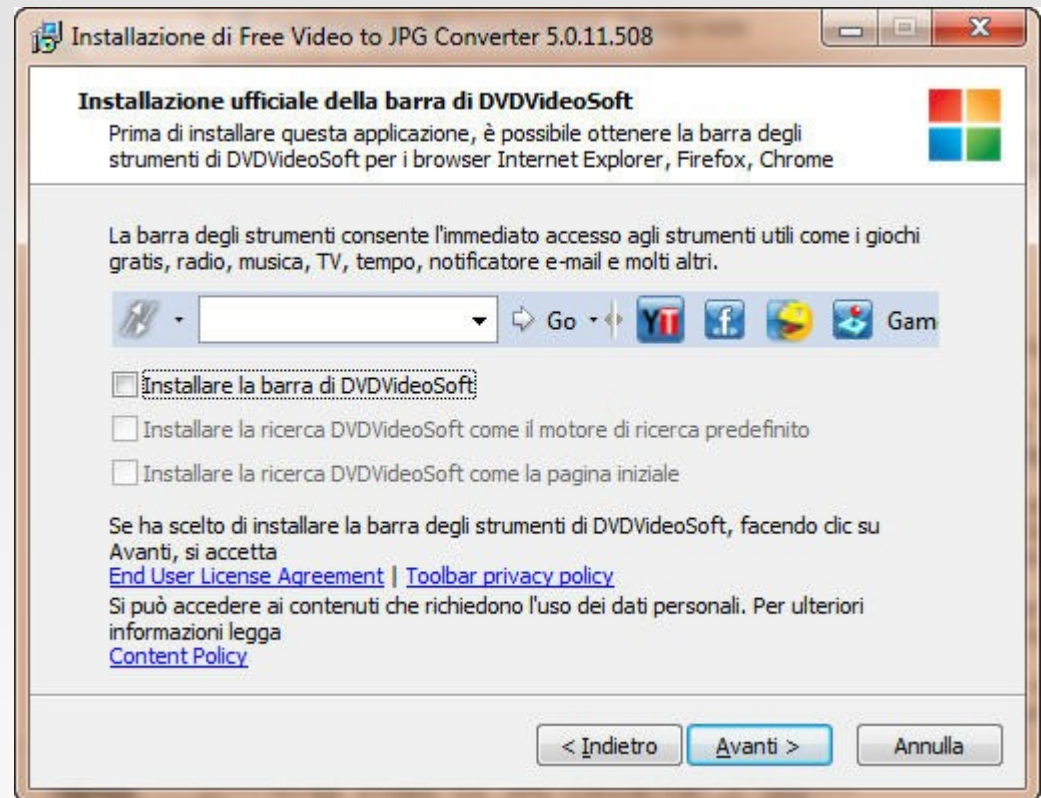 Installazione di Free Video to JPG Converter 5.0.11.508
Installazione ufficiale della barra di DVDVideoSoft
Prima di installare questa applicazione, è possibile ottenere la barra degli
strumenti di DVDVideoSoft per i browser Internet Explorer, Firefox, Chrome
La barra degli strumenti consente l'immediato accesso agli strumenti utili come i giochi
gratis, radio, musica, TV, tempo, notificatore e-mail e molti altri.
Go YT f Gam
Installare la barra di DVDVideoSoft
Installare la ricerca DVDVideoSoft come il motore di ricerca predefinito
Installare la ricerca DVDVideoSoft come la pagina iniziale
Se ha scelto di installare la barra degli strumenti di DVDVideoSoft, facendo clic su
Avanti, si accetta
End User License Agreement | Toolbar privacy policy
Si può accedere ai contenuti che richiedono l'uso dei dati personali. Per ulteriori
informazioni legga
Content Policy
< Indietro Avanti > Annulla